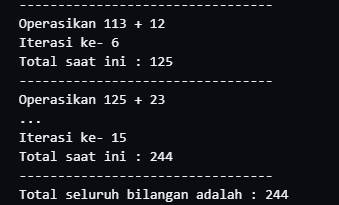 ---------------------------------
Operasikan 113 + 12
Iterasi ke- 6
Total saat ini : 125
---------------------------------
Operasikan 125 + 23
...
Iterasi ke- 15
Total saat ini : 244
---------------------------------
Total seluruh bilangan adalah : 244